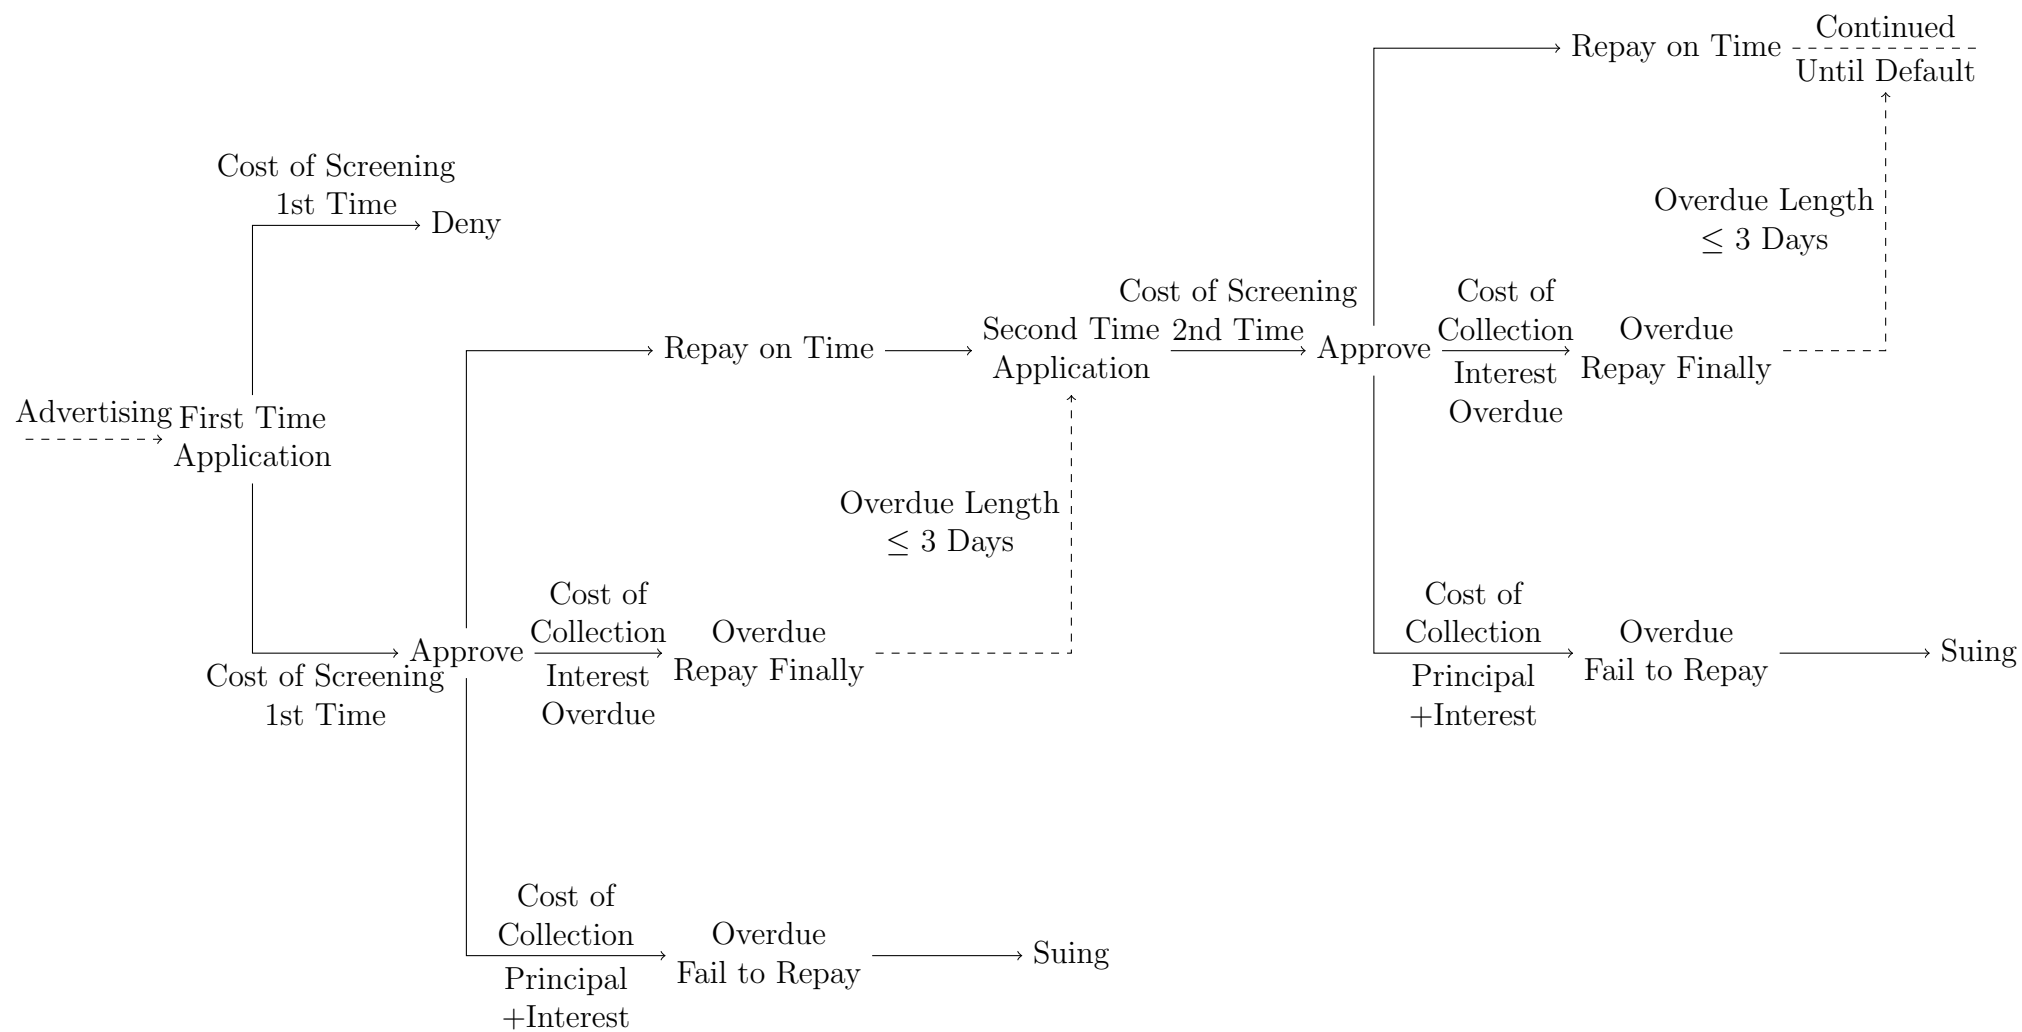 Continued
Repay on Time
Until Default
Cost of Screening
1st Time
Deny
Overdue Length
≤ 3 Days
Cost of Screening
2nd Time
Cost of
Collection
Second Time
Application
Repay on Time
Approve
Interest
Overdue
Overdue
Repay Finally
Advertising
First Time
Application
Overdue Length
≤ 3 Days
Cost of
Collection
Overdue
Repay Finally
Approve
Interest
Overdue
Cost of Screening
1st Time
Cost of
Collection
Overdue
Fail to Repay
Suing
Principal
+Interest
Cost of
Collection
Overdue
Fail to Repay
Suing
Principal
+Interest